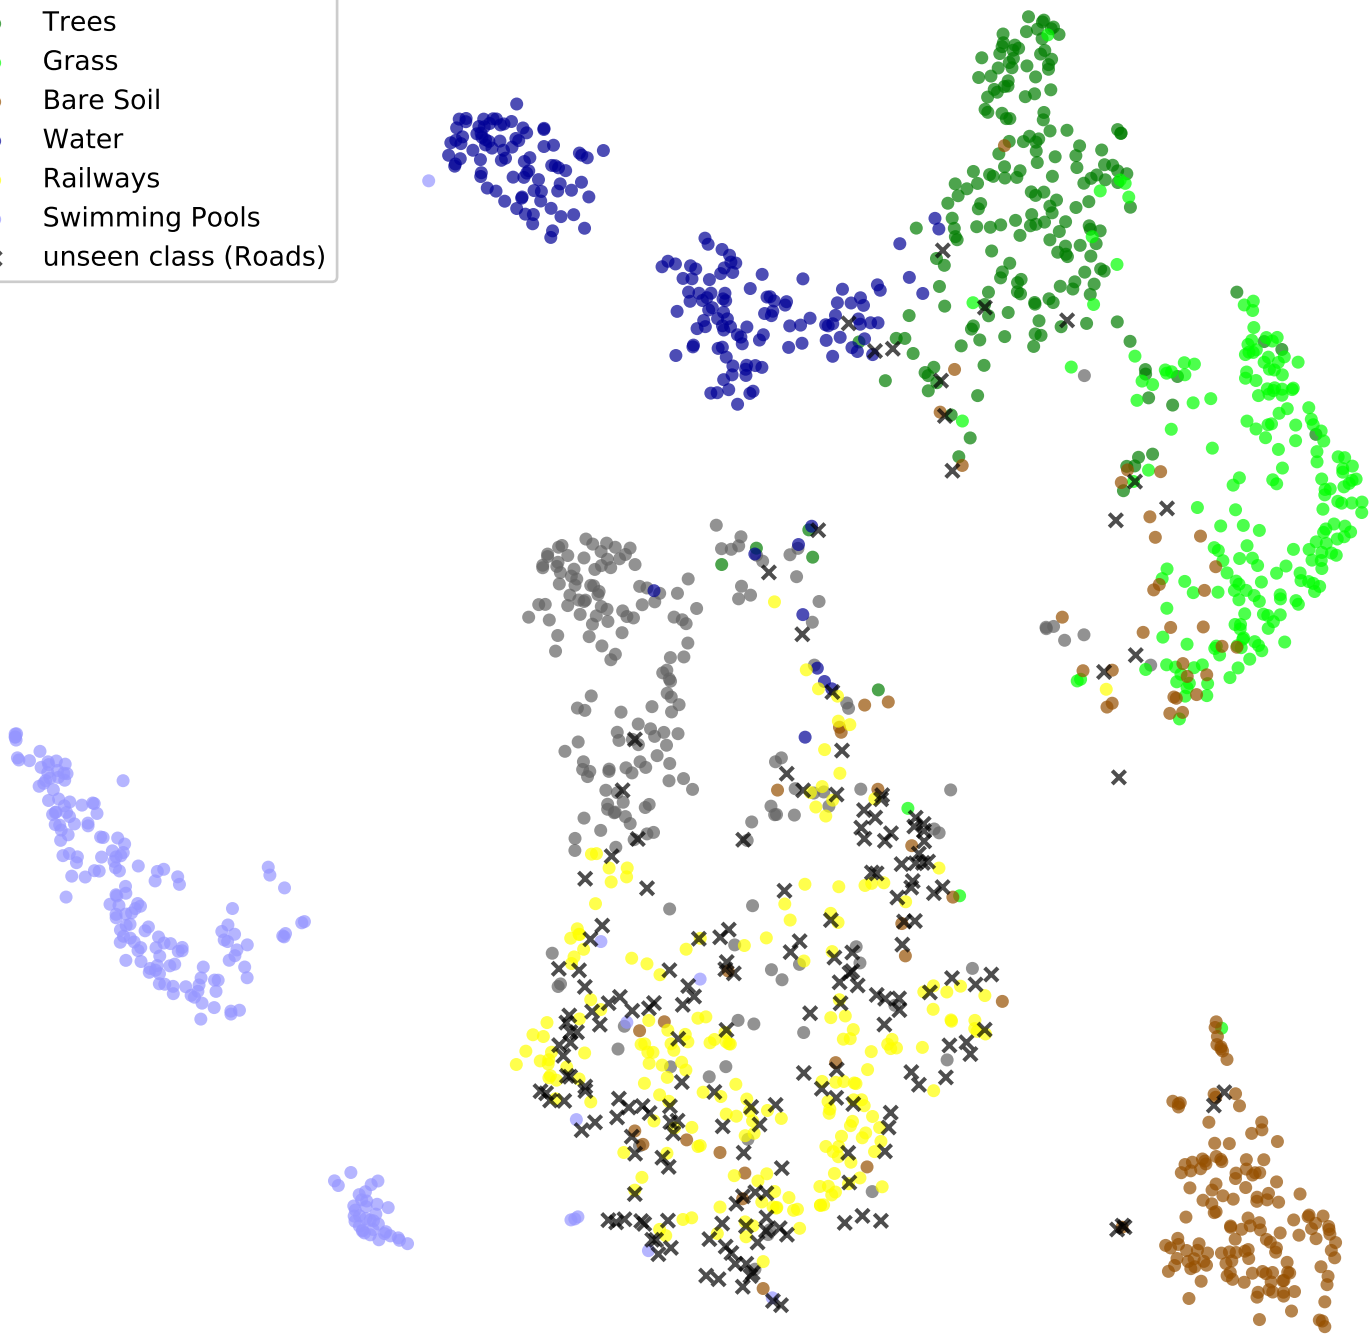 Trees
Grass
Bare Soil
Water
Railways
Swimming Pools
unseen class (Roads)